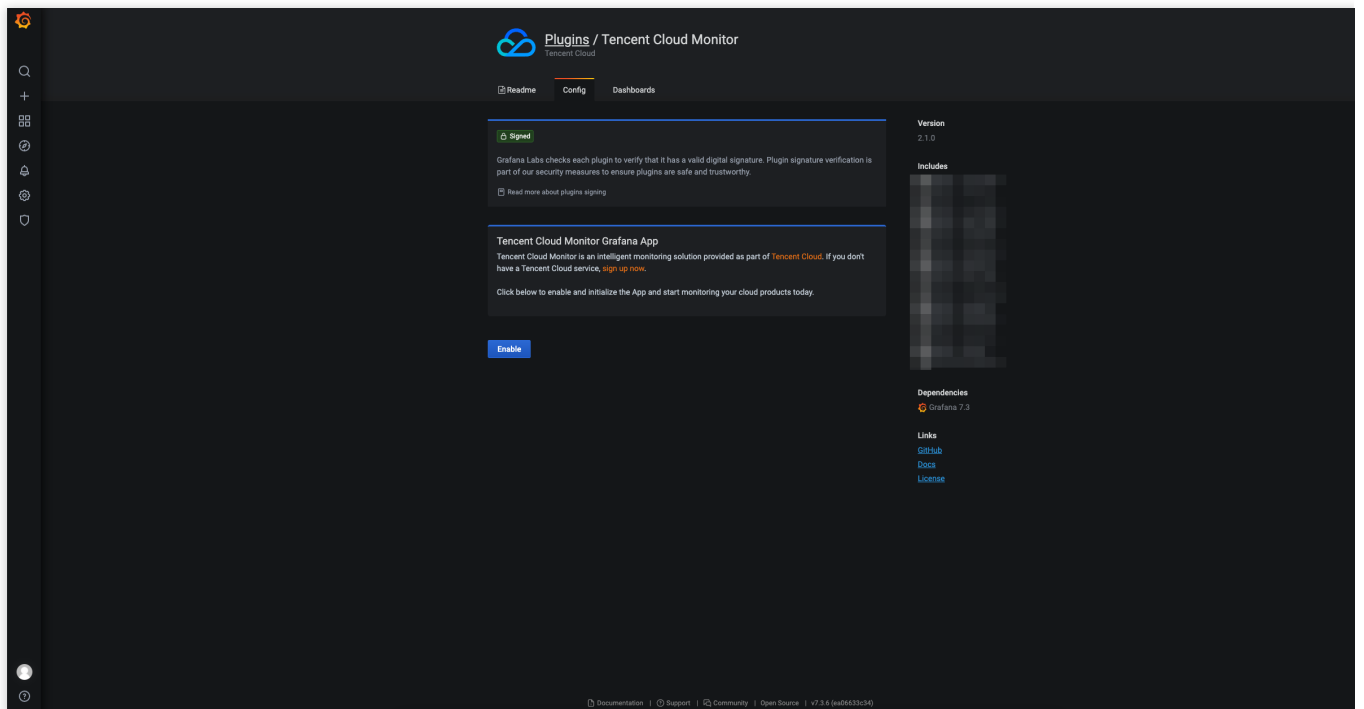 Plugins / Tencent Cloud Monitor
Tencent Cloud
Readme Config Dashboards
Signed
Grafana Labs checks each plugin to verify that it has a valid digital signature. Plugin signature verification is
part of our security measures to ensure plugins are safe and trustworthy.
Read more about plugins signing
Tencent Cloud Monitor Grafana App
Tencent Cloud Monitor is an intelligent monitoring solution provided as part of Tencent Cloud. If you don't
have a Tencent Cloud service, sign up now.
Click below to enable and initialize the App and start monitoring your cloud products today.
Enable
Version
2.1.0
Includes
Dependencies
Grafana 7.3
Links
GitHub
Docs
License
Documentation | Support | Community | Open Source | v7.3.6 (ea06633c34)